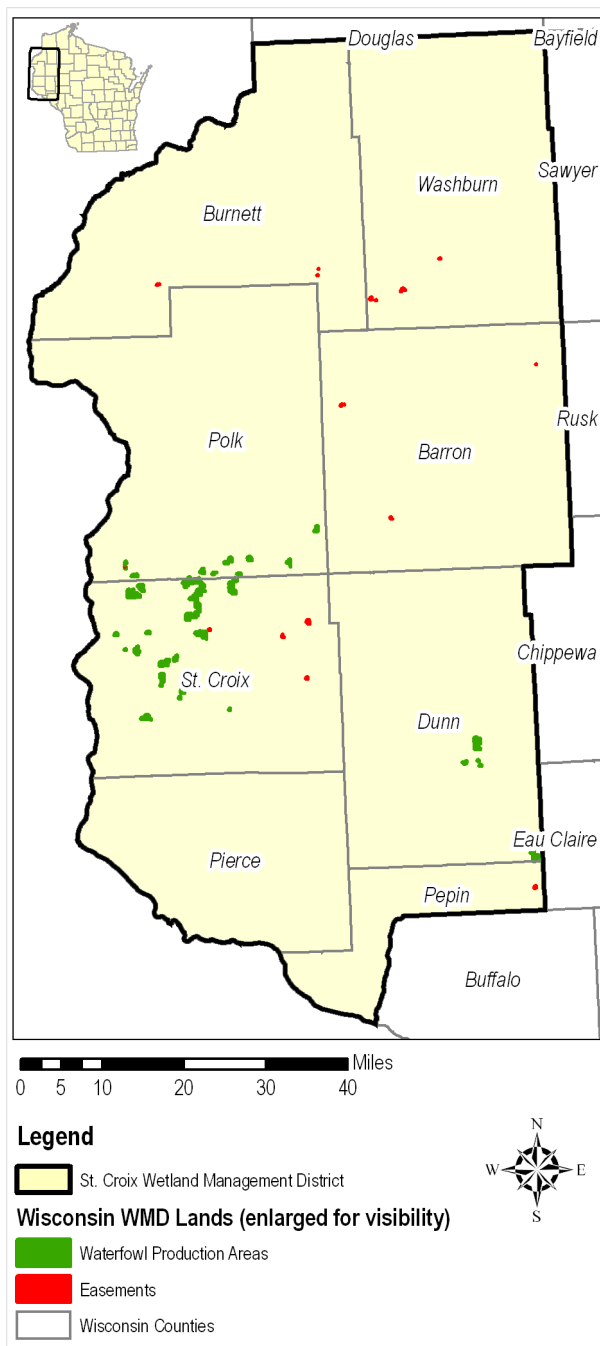 Douglas
Bayfield
Sawyer
Washburn
Burnett
Rusk
Polk
Barron
Chippewa
St. Croix
Dunn
Eau Claire
Pierce
Pepin
Buffalo
Miles
0 5 10 20 30 40
Legend
St. Croix Wetland Management District
N
W E
S
Wisconsin WMD Lands (enlarged for visibility)
Waterfowl Production Areas
Easements
Wisconsin Counties